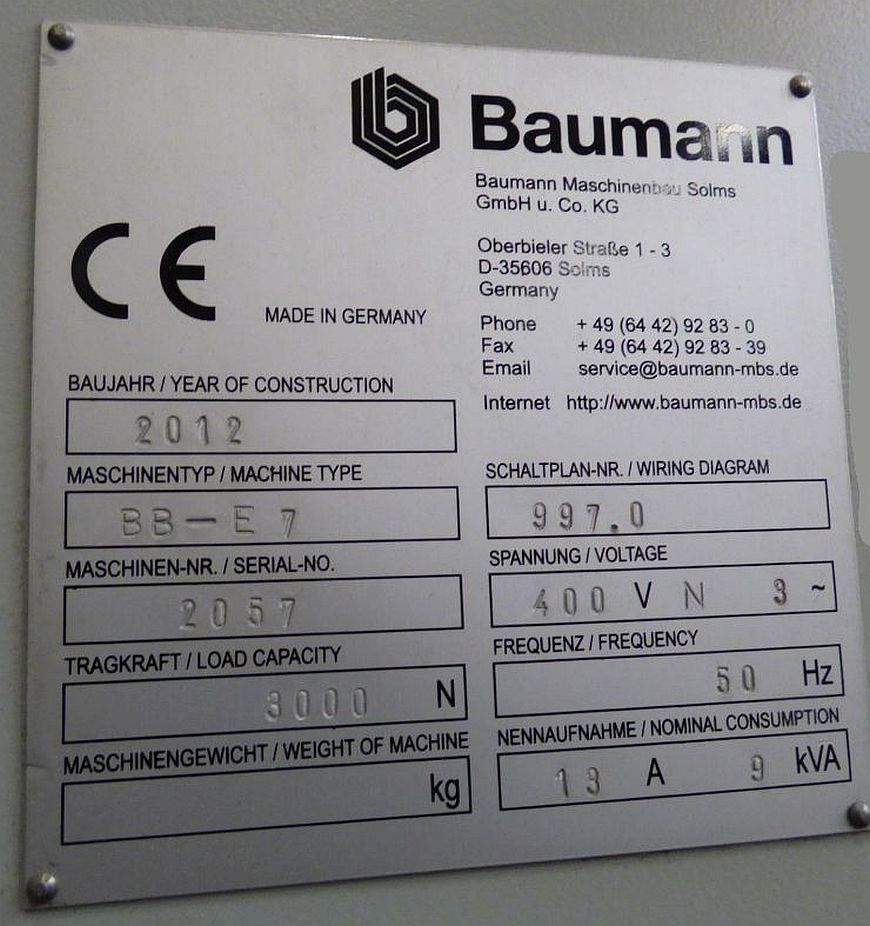 Baumann
Baumann Maschinenbau Solms
GmbH u. Co. KG
Oberbieler Straße 1 - 3
D-35606 Solms
Germany
Phone + 49 (64 42) 92 83 - 0
Fax + 49 (64 42) 92 83 - 39
Email service@baumann-mbs.de
Internet http://www.baumann-mbs.de
CE
MADE IN GERMANY
BAUJAHR / YEAR OF CONSTRUCTION
2012
MASCHINENTYP / MACHINE TYPE
BB-E7
MASCHINEN-NR. / SERIAL-NO.
2057
TRAGKRAFT / LOAD CAPACITY
3000 N
MASCHINENGEWICHT / WEIGHT OF MACHINE
kg
SCHALTPLAN-NR. / WIRING DIAGRAM
997.0
SPANNUNG / VOLTAGE
400 V N 3 ~
FREQUENZ / FREQUENCY
50 Hz
NENNAUFNAHME / NOMINAL CONSUMPTION
13 A 9 kVA